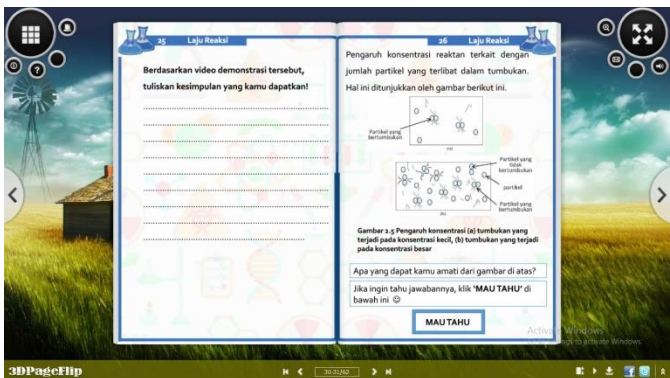 25 Laju Reaksi
Berdasarkan video demonstrasi tersebut,
tuliskan kesimpulan yang kamu dapatkan!
26 Laju Reaksi
Pengaruh konsentrasi reaktan terkait dengan
jumlah partikel yang terlibat dalam tumbukan.
Hal ini ditunjukkan oleh gambar berikut ini.
Partikel yang
bertumbukan
(a)
Partikel yang
tidak
bertumbukan
partikel
Partikel yang
bertumbukan
Gambar 2.5 Pengaruh konsentrasi (a) tumbukan yang
terjadi pada konsentrasi kecil, (b) tumbukan yang terjadi
pada konsentrasi besar
Apa yang dapat kamu amati dari gambar di atas?
Jika ingin tahu jawabannya, klik 'MAU TAHU' di
bawah ini ☺
MAU TAHU
Activate Windows
to activate Windows.
3DPageFlip
30-31/62